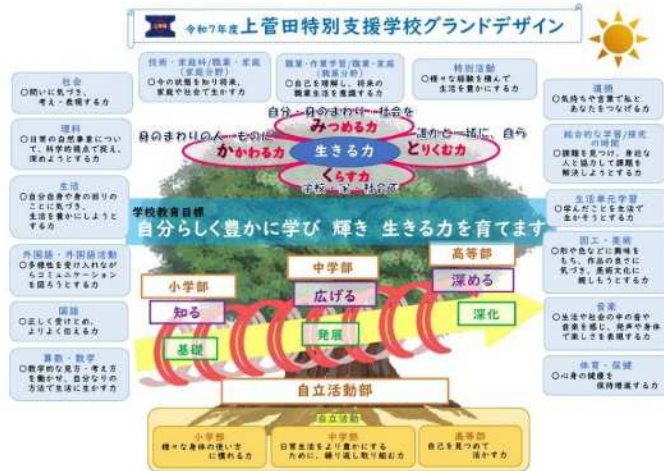 令和7年度 上菅田特別支援学校グランドデザイン
社会
○問いに気づき、
考え・表現する力
理科
○日常の自然事象につい
て、科学的視点で捉え、
深めようとする力
生活
○自分自身や身の回りの
ことに気づき、
生活を豊かにしようと
する力
外国語・外国語活動
○多様性を受け入れなが
らコミュニケーション
を図ろうとする力
国語
○正しく受けとめ、
よりよく伝える力
算数・数学
○数学的な見方・考え方
を働かせ、自分なりの
方法で生活に生かす力
技術・家庭科/職業・家庭
(家庭分野)
○今の状態を知り将来、
家庭や社会で生かす力
職業・作業学習/職業・家庭
(職業分野)
○自己を理解し、将来の
職業生活を意識する力
特別活動
○様々な経験を積んで
生活を豊かにする力
道徳
○気持ちや言葉で私と
あなたをつなげる力
総合的な学習/探究
の時間
○課題を見つけ、身近な
人と協力して課題を
解決しようとする力
生活単元学習
○学んだことを生活で
生かそうとする力
図工・美術
○形や色などに興味を
もち、作品の良さに
気づき、美術文化に
親しもうとする力
音楽
○生活や社会の中の音や
音楽を感じ、発声や身体
で楽しさを表現する力
体育・保健
○心身の健康を
保持増進する力
自分・身のまわり・社会を
みつめる力
身のまわりの人・ものに
かかわる力
生きる力
誰かと一緒に、自ら
とりくむ力
くらす力
学校・家・社会で
学校教育目標
自分らしく豊かに学び 輝き 生きる力を育てます
小学部
知る
基礎
中学部
広げる
発展
高等部
深める
深化
自立活動部
自立活動
小学部
様々な身体の使い方
に慣れる力
中学部
日常生活をより豊かにする
ために、繰り返し取り組む力
高等部
自己を見つめて
活かす力